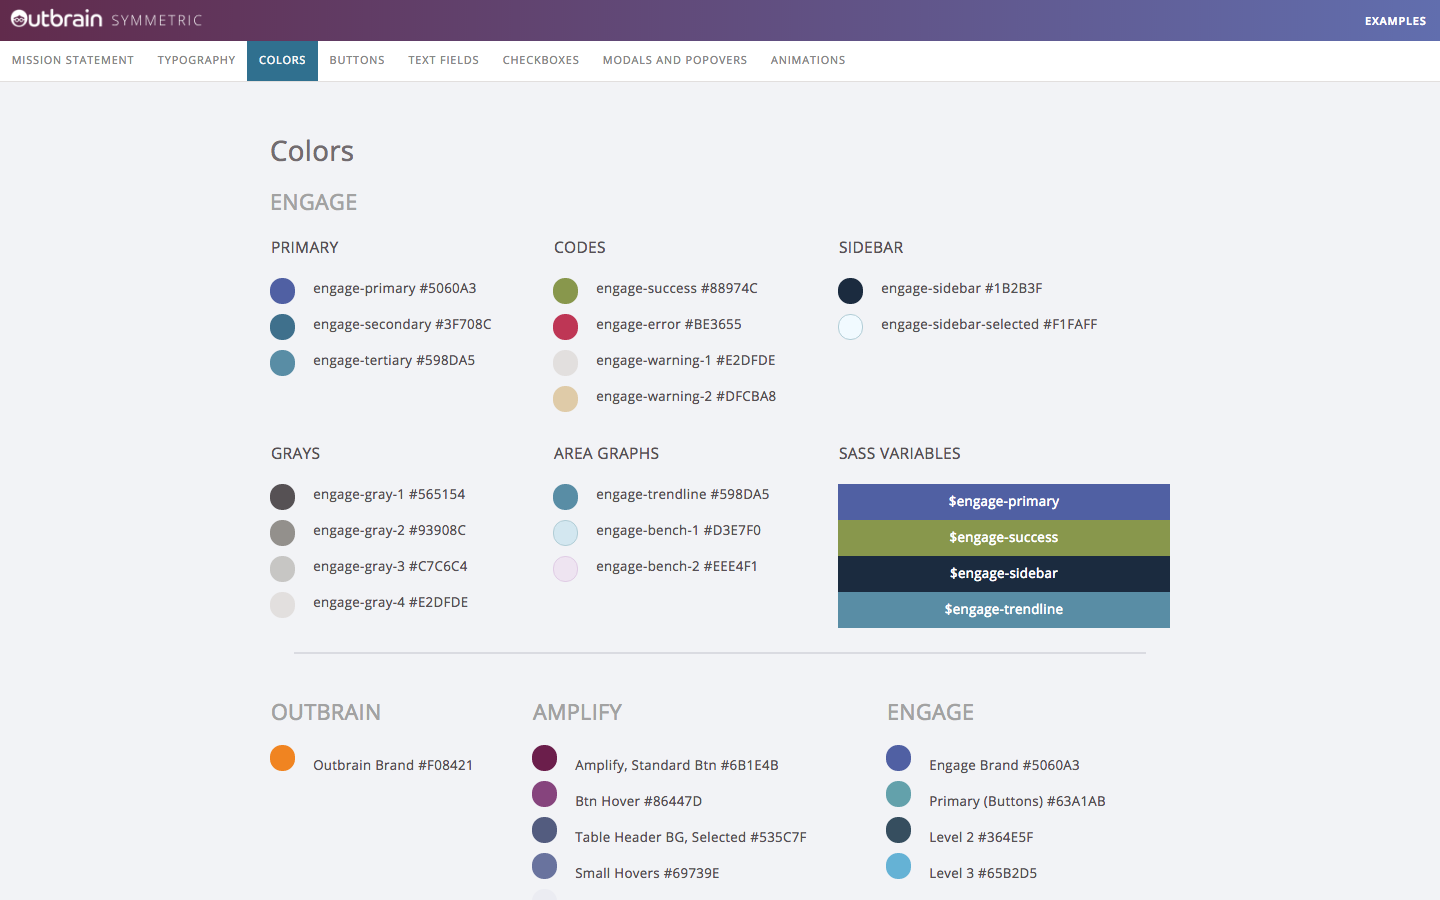 Outbrain SYMMETRIC
EXAMPLES
MISSION STATEMENT TYPOGRAPHY COLORS BUTTONS TEXT FIELDS CHECKBOXES MODALS AND POPOVERS ANIMATIONS
Colors
ENGAGE
PRIMARY
engage-primary #5060A3
engage-secondary #3F708C
engage-tertiary #598DA5
CODES
engage-success #88974C
engage-error #BE3655
engage-warning-1 #E2DFDE
engage-warning-2 #DFCBA8
SIDEBAR
engage-sidebar #1B2B3F
engage-sidebar-selected #F1FAFF
GRAYS
engage-gray-1 #565154
engage-gray-2 #93908C
engage-gray-3 #C7C6C4
engage-gray-4 #E2DFDE
AREA GRAPHS
engage-trendline #598DA5
engage-bench-1 #D3E7F0
engage-bench-2 #EEE4F1
SASS VARIABLES
$engage-primary
$engage-success
$engage-sidebar
$engage-trendline
OUTBRAIN
Outbrain Brand #F08421
AMPLIFY
Amplify, Standard Btn #6B1E4B
Btn Hover #86447D
Table Header BG, Selected #535C7F
Small Hovers #69739E
ENGAGE
Engage Brand #5060A3
Primary (Buttons) #63A1AB
Level 2 #364E5F
Level 3 #65B2D5